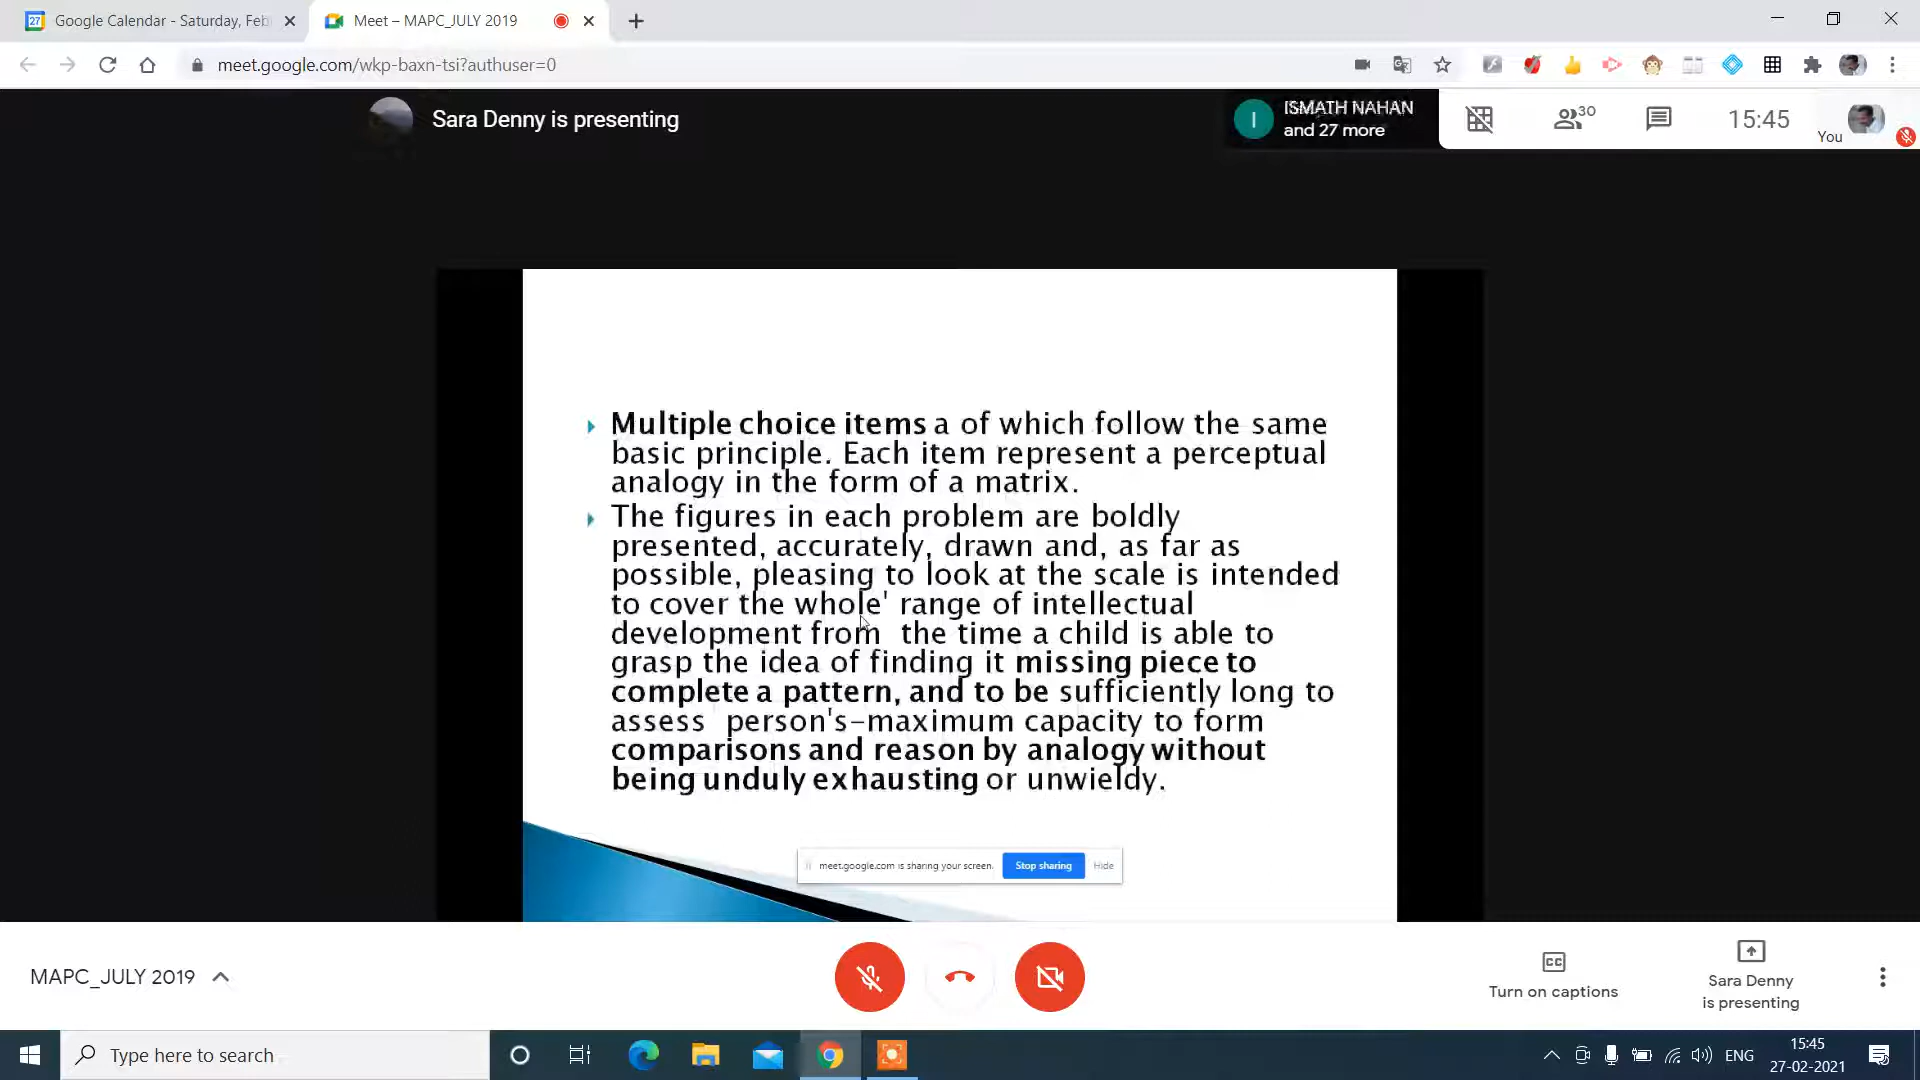 Google Calendar - Saturday, Feb
Meet – MAPC_JULY 2019
meet.google.com/wkp-baxn-tsi?authuser=0
Sara Denny is presenting
I
ISMATH NAHAN
and 27 more
30
15:45
You
Multiple choice items a of which follow the same
basic principle. Each item represent a perceptual
analogy in the form of a matrix.
The figures in each problem are boldly
presented, accurately, drawn and, as far as
possible, pleasing to look at the scale is intended
to cover the whole' range of intellectual
development from the time a child is able to
grasp the idea of finding it missing piece to
complete a pattern, and to be sufficiently long to
assess person's-maximum capacity to form
comparisons and reason by analogy without
being unduly exhausting or unwieldy.
meet.google.com is sharing your screen.
Stop sharing
Hide
MAPC_JULY 2019
CC
Turn on captions
Sara Denny
is presenting
Type here to search
ENG
15:45
27-02-2021